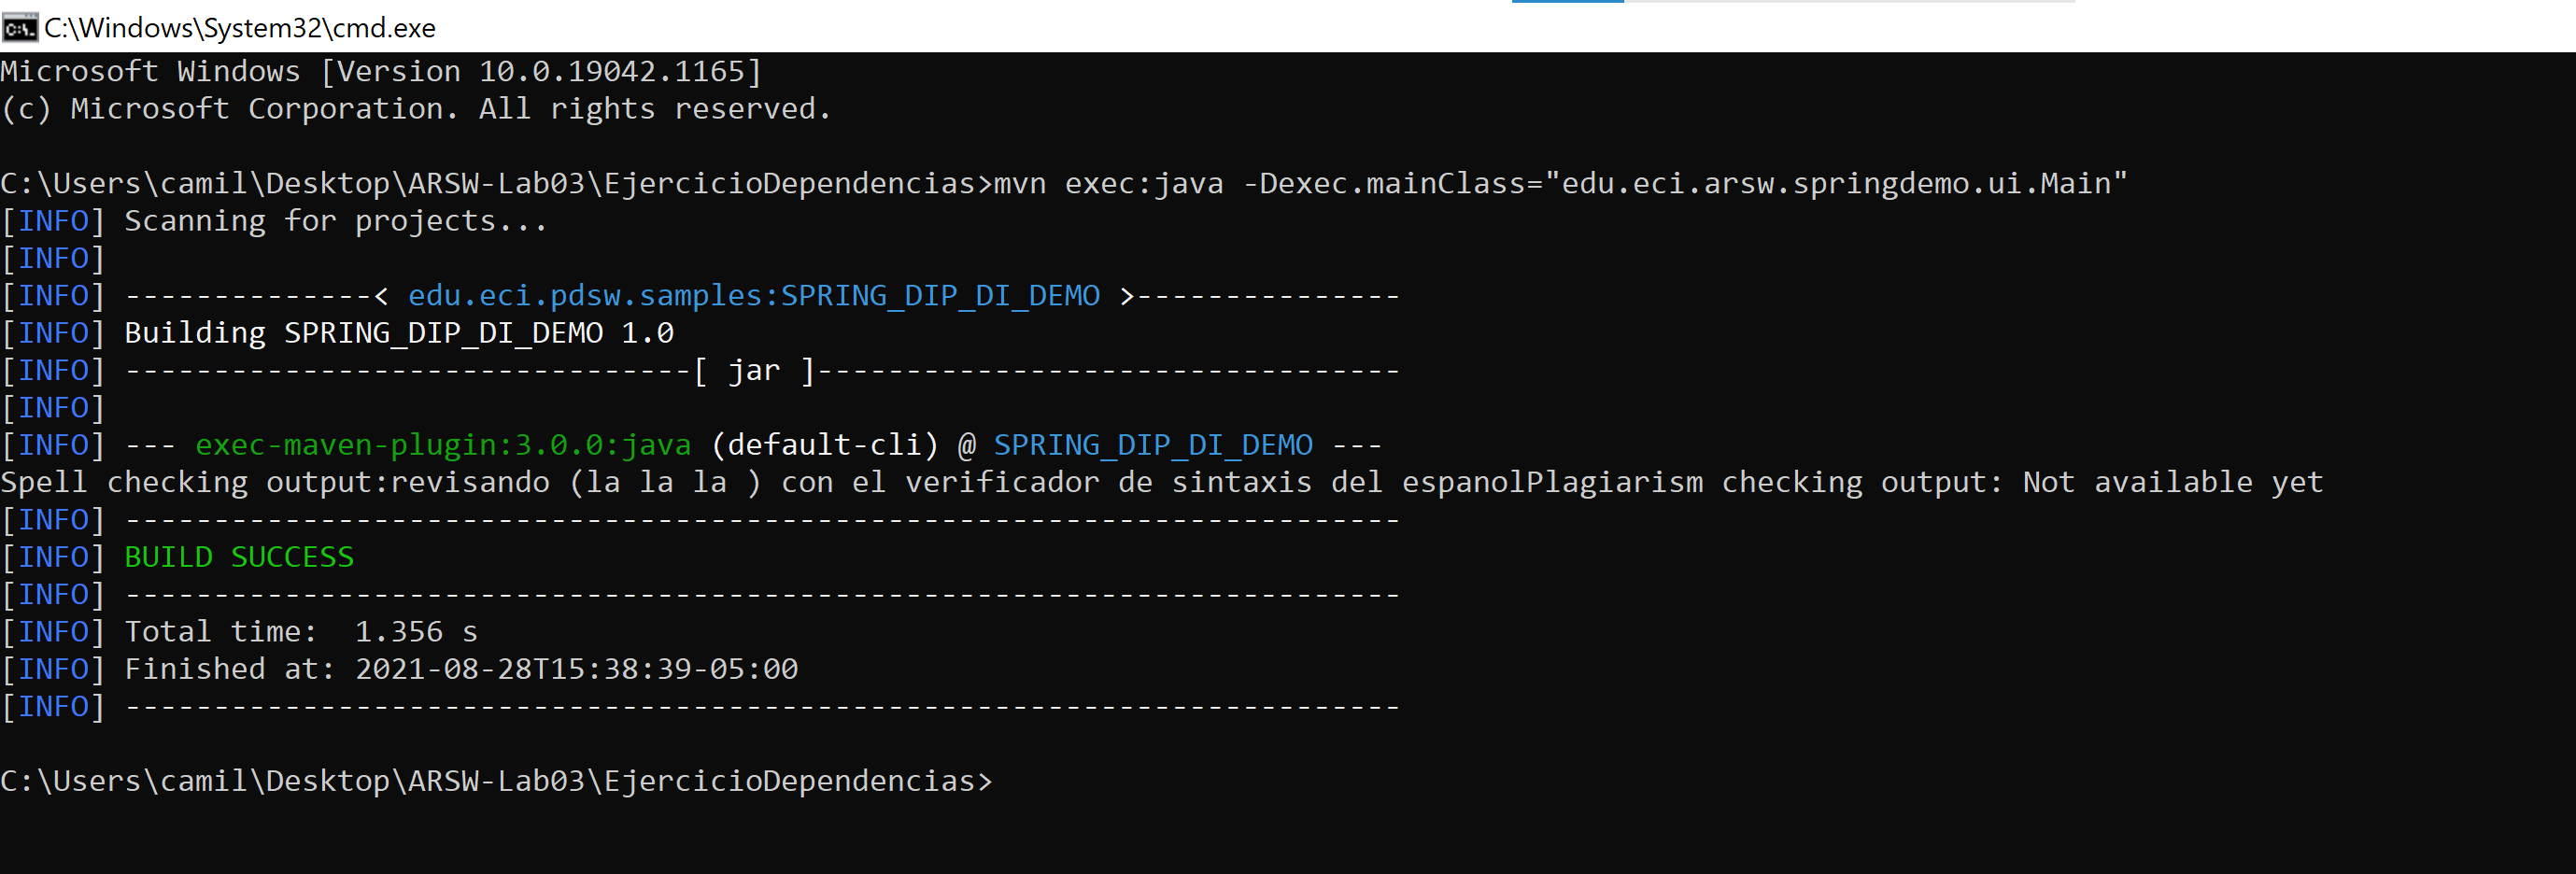 C:\Windows\System32\cmd.exe
Microsoft Windows [Version 10.0.19042.1165]
(c) Microsoft Corporation. All rights reserved.
C:\Users\camil\Desktop\ARSW-Lab03\EjercicioDependencias>mvn exec:java -Dexec.mainClass="edu.eci.arsw.springdemo.ui.Main"
[INFO] Scanning for projects...
[INFO]
[INFO] --------------< edu.eci.pdsw.samples:SPRING_DIP_DI_DEMO >---------------
[INFO] Building SPRING_DIP_DI_DEMO 1.0
[INFO] --------------------------------[ jar ]---------------------------------
[INFO]
[INFO] --- exec-maven-plugin:3.0.0:java (default-cli) @ SPRING_DIP_DI_DEMO ---
Spell checking output:revisando (la la la ) con el verificador de sintaxis del espanolPlagiarism checking output: Not available yet
[INFO] ------------------------------------------------------------------------
[INFO] BUILD SUCCESS
[INFO] ------------------------------------------------------------------------
[INFO] Total time:  1.356 s
[INFO] Finished at: 2021-08-28T15:38:39-05:00
[INFO] ------------------------------------------------------------------------
C:\Users\camil\Desktop\ARSW-Lab03\EjercicioDependencias>